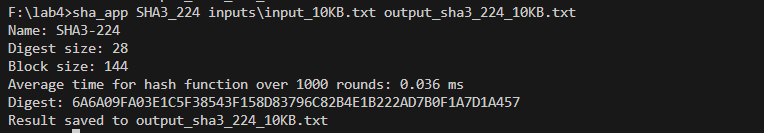 F:\lab4>sha_app SHA3_224 inputs\input_10KB.txt output_sha3_224_10KB.txt
Name: SHA3-224
Digest size: 28
Block size: 144
Average time for hash function over 1000 rounds: 0.036 ms
Digest: 6A6A09FA03E1C5F38543F158D83796C82B4E1B222AD7B0F1A7D1A457
Result saved to output_sha3_224_10KB.txt